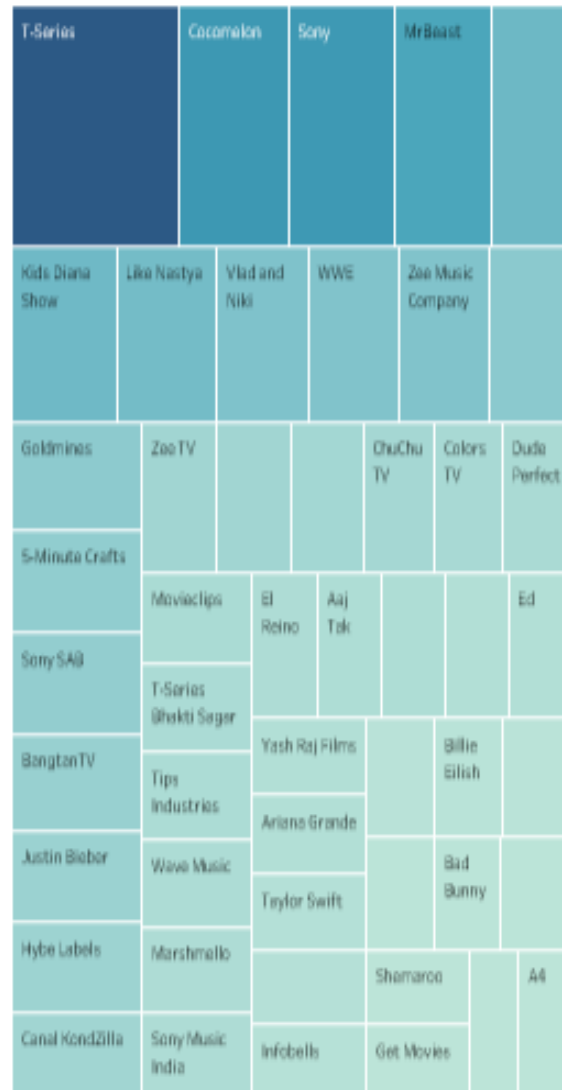 T-Series
Cocomelon
Sony
MrBeast
Kids Diana
Show
Like Nastya
Vlad and
Niki
WWE
Zee Music
Company
Goldmines
Zee TV
ChuChu
TV
Colors
TV
Dude
Perfect
5-Minute Crafts
Movieclips
El
Reino
Aaj
Tak
Ed
Sony SAB
T-Series
Bhakti Sagar
BangtanTV
Yash Raj Films
Billie
Eilish
Tips
Industries
Ariana Grande
Justin Bieber
Wave Music
Bad
Bunny
Taylor Swift
Hybe Labels
Marshmello
Shemaroo
A4
Canal KondZilla
Sony Music
India
Infobells
Get Movies